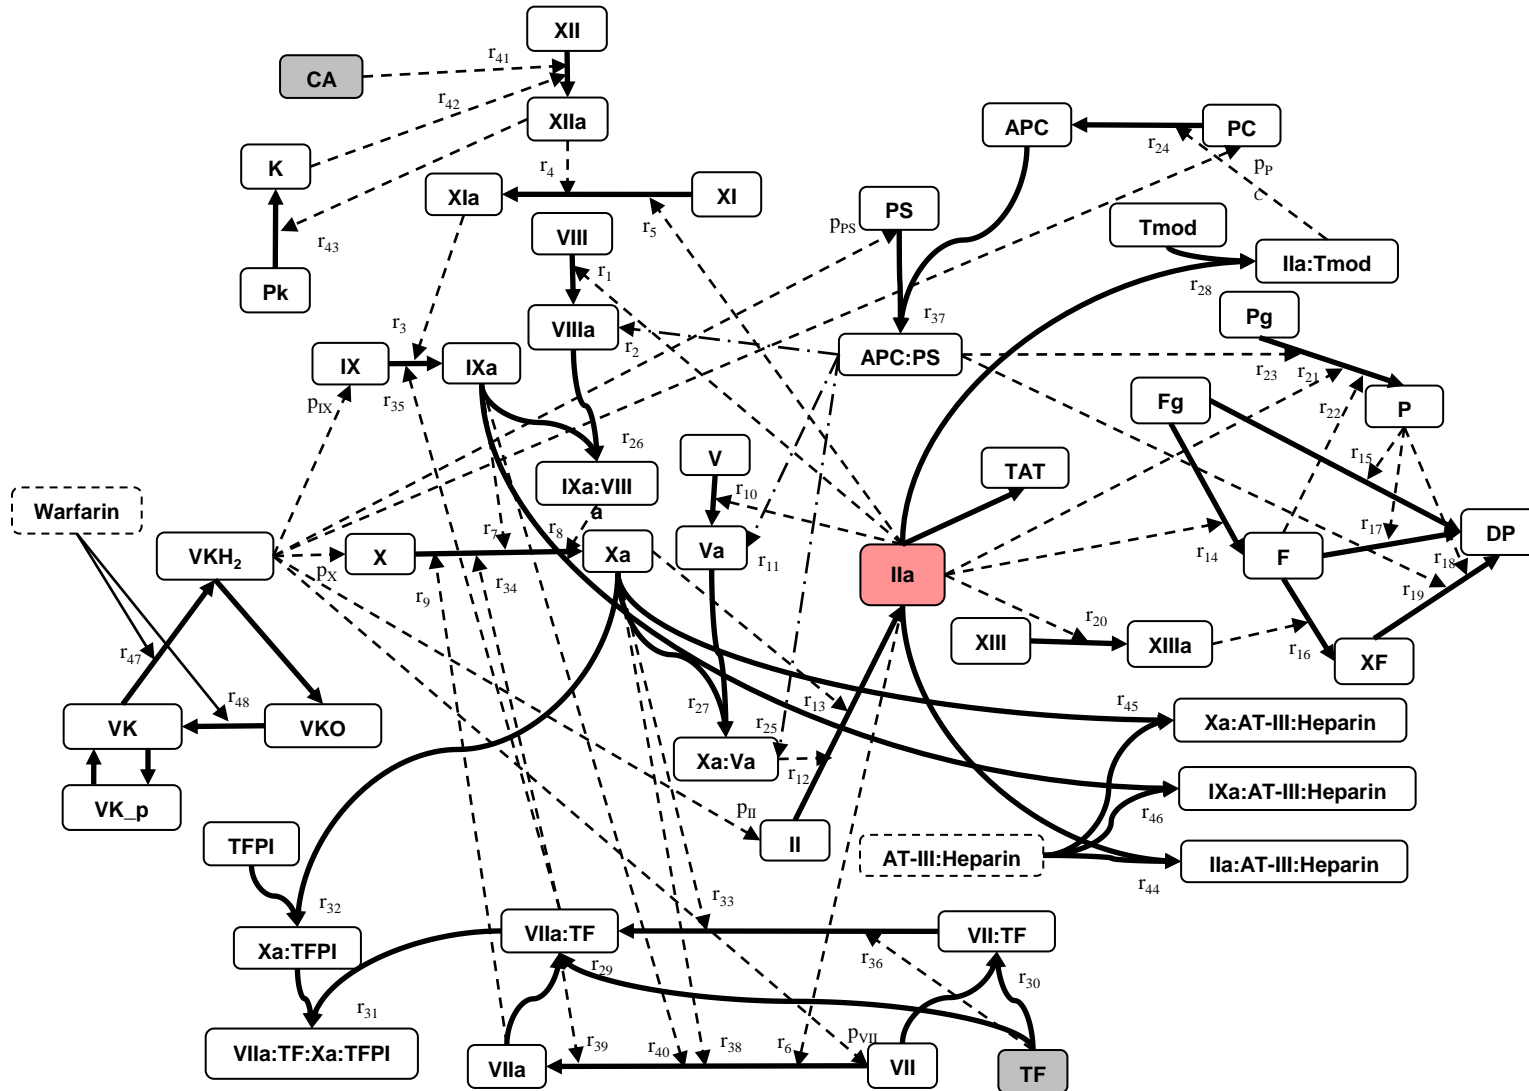 XII
r41
CA
r42
XIIa
APC
PC
K
r4
r24
pP
C
XIa
XI
PS
r43
r5
pPS
VIII
Tmod
IIa:Tmod
Pk
r1
r28
r3
VIIIa
r2
r37
Pg
IX
IXa
APC:PS
r23
r21
pIX
r35
Fg
r22
P
r26
V
r15
IXa:VIII
a
TAT
r10
Warfarin
VKH2
r7
r8
r17
DP
X
Xa
Va
r14
r18
pX
r34
r11
IIa
F
r9
r19
r20
XIII
XIIIa
r16
XF
r47
r48
r45
VK
VKO
r27
r13
r25
Xa:AT-III:Heparin
Xa:Va
r12
IXa:AT-III:Heparin
VK_p
pII
r46
TFPI
II
AT-III:Heparin
IIa:AT-III:Heparin
r44
r32
r33
VIIa:TF
VII:TF
Xa:TFPI
r36
r29
r30
r31
pVII
VIIa:TF:Xa:TFPI
r39
r40
r38
r6
VIIa
VII
TF